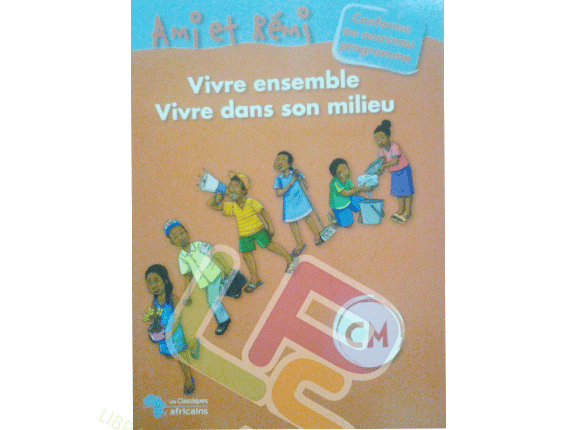 Ami et Rémi
Conforme
au nouveau
programme
Vivre ensemble
Vivre dans son milieu
CM
Les Classiques
africains